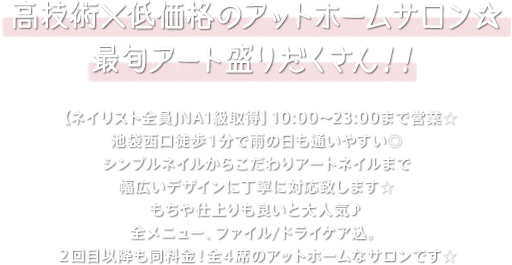 高技術×低価格のアットホームサロン☆
最旬アート盛りだくさん!!
【ネイリスト全員JNA1級取得】10:00～23:00まで営業☆
池袋西口徒歩1分で雨の日も通いやすい◎
シンプルネイルからこだわりアートネイルまで
幅広いデザインに丁寧に対応致します☆
もちや仕上りも良いと大人気♪
全メニュー、ファイル/ドライケア込。
2回目以降も同料金！全4席のアットホームなサロンです☆